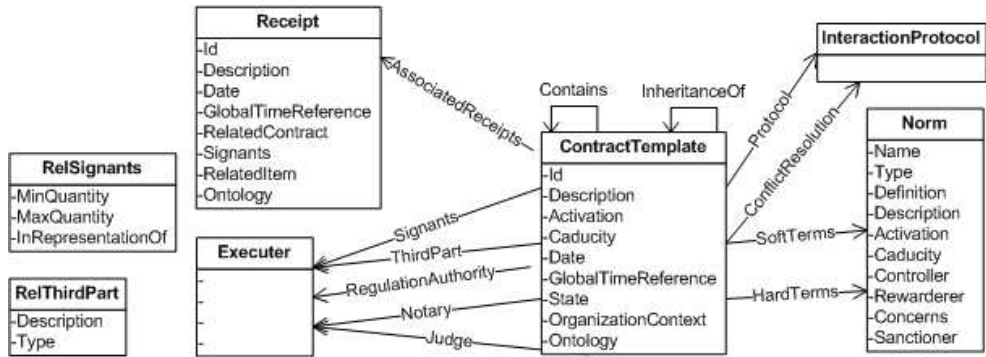 Receipt
-Id
-Description
-Date
-GlobalTimeReference
-RelatedContract
-Signants
-RelatedItem
-Ontology
RelSignants
-MinQuantity
-MaxQuantity
-InRepresentationOf
RelThirdPart
-Description
-Type
Executer
-
-
-
-
AssociatedReceipts
Signants
ThirdPart
RegulationAuthority
Notary
Judge
Contains
InheritanceOf
ContractTemplate
-Id
-Description
-Activation
-Caducity
-Date
-GlobalTimeReference
-State
-OrganizationContext
-Ontology
Protocol
ConflictResolution
SoftTerms
HardTerms
InteractionProtocol
Norm
-Name
-Type
-Definition
-Description
-Activation
-Caducity
-Controller
-Rewarderer
-Concerns
-Sanctioner